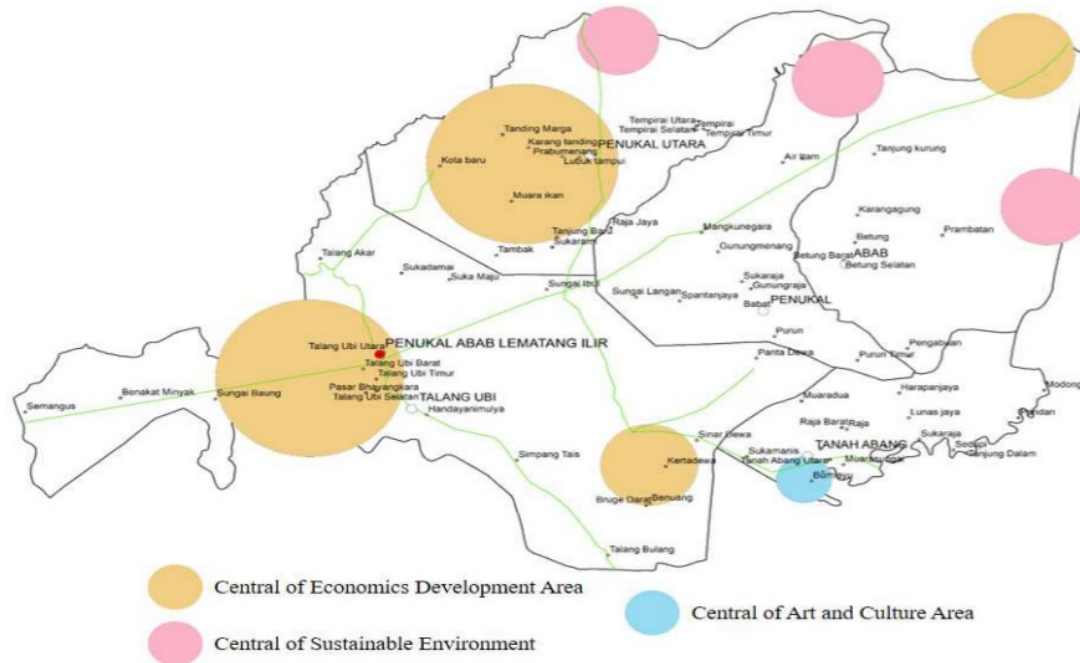 Tempirai Utara
Tempirai
Tempirai Selatan
Tempirai Timur
Tanding Marga
Karang tanding
PENUKAL UTARA
Prabumenang
Lubuk tampui
Kota baru
Air Itam
Tanjung kurung
Muara ikan
Raja Jaya
Karangagung
Tanjung Baru
Sukaram
Mangkunegara
Betung
Prambatan
Talang Akar
Tambak
Gunungmenang
Betung Barat
ABAB
Betung Selatan
Sukadamai
Suka Maju
Sungai Ibul
Sukaraja
Gunungraja
Sungai Langan
Spantanjaya
Babat
PENUKAL
Purun
Talang Ubi Utara
PENUKAL ABAB LEMATANG ILIR
Pengabuan
Panta Dewa
Purun Timur
Talang Ubi Barat
Talang Ubi Timur
Benakat Minyak
Sungai Baung
Pasar Bhayangkara
Talang Ubi Selatan
TALANG UBI
Harapanjaya
Modong
Semangus
Handayanimulya
Muaradua
Raja Barat
Raja
Lunas jaya
Sinar Dewa
Sukaraja
TANAH ABANG
Sedupi
Sukamanis
Tanah Abang Utara
Tanjung Dalam
Simpang Tais
Kertadewa
Bruge Darat
Benuang
Talang Bulang
Central of Economics Development Area
Central of Art and Culture Area
Central of Sustainable Environment